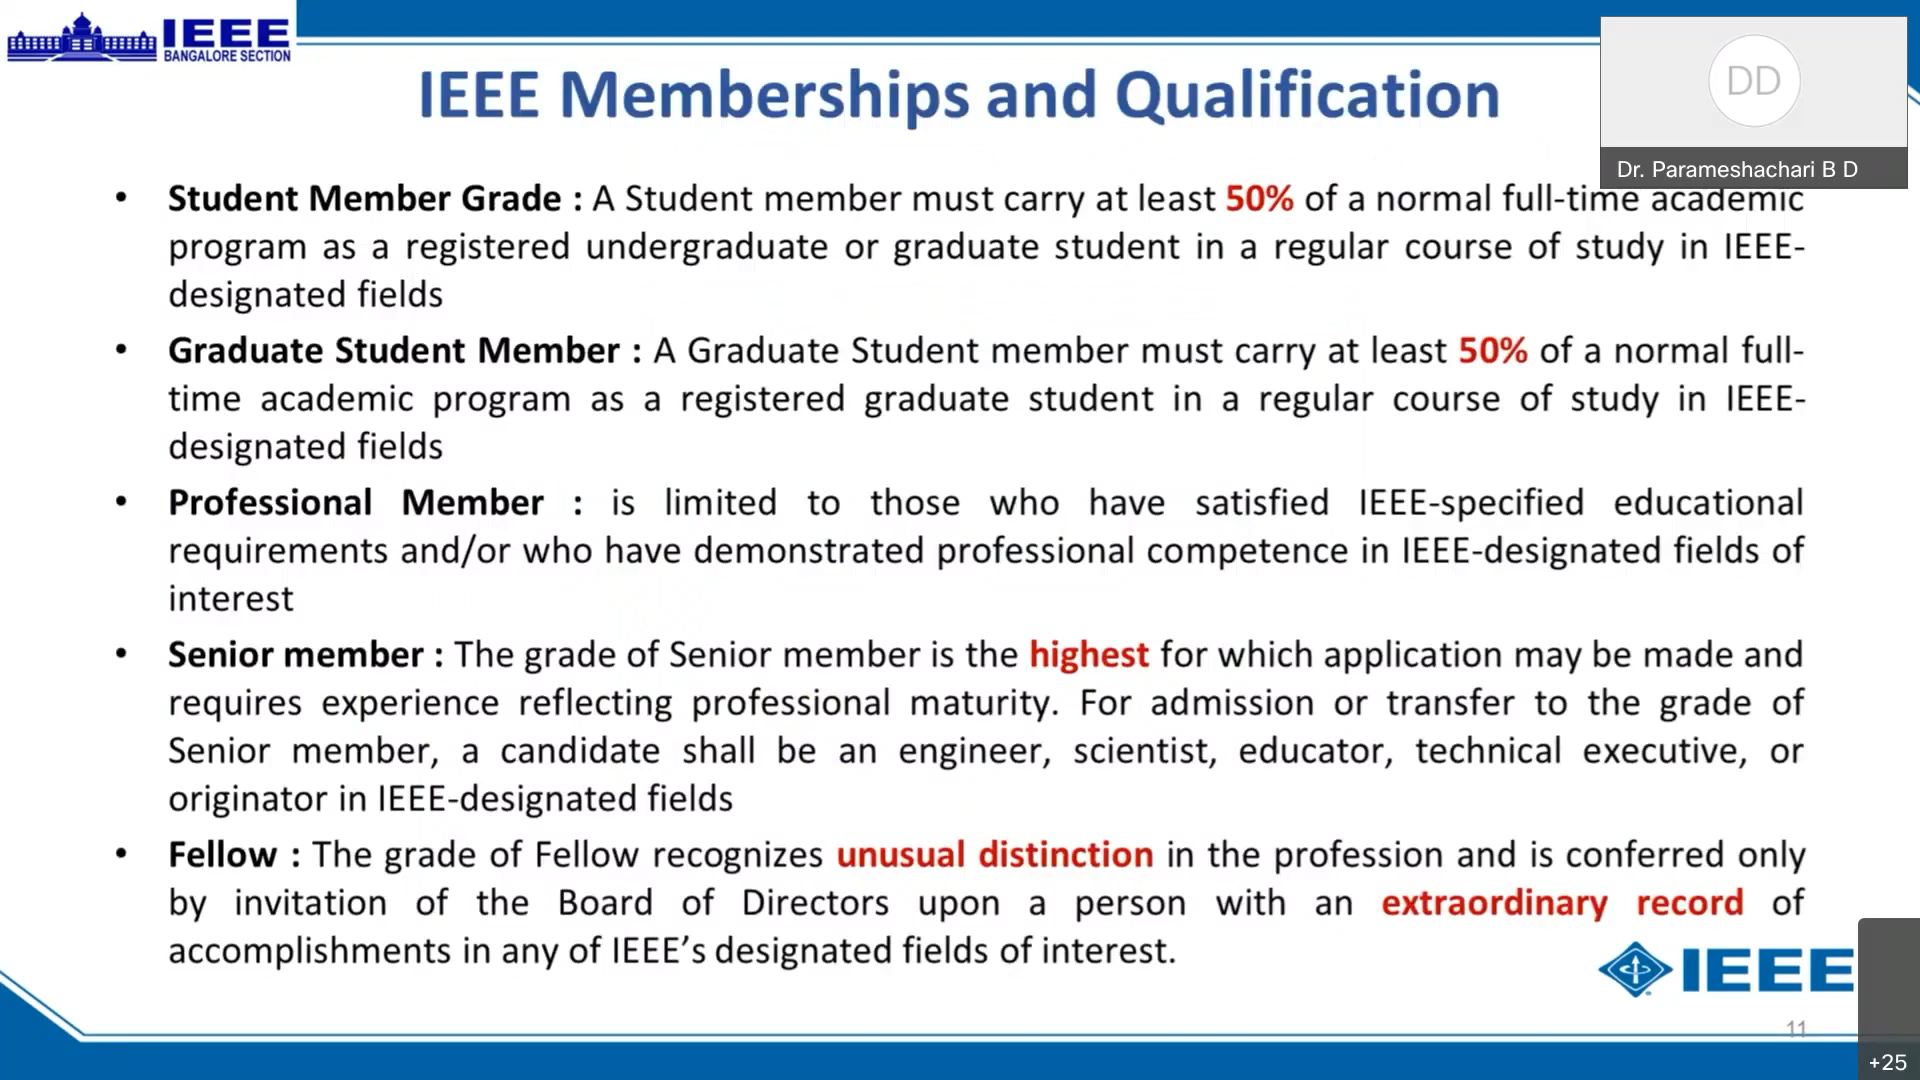 IEEE
BANGALORE SECTION
IEEE Memberships and Qualification
DD
Dr. Parameshachari B D
• Student Member Grade : A Student member must carry at least 50% of a normal full-time academic
program as a registered undergraduate or graduate student in a regular course of study in IEEE-
designated fields
• Graduate Student Member : A Graduate Student member must carry at least 50% of a normal full-
time academic program as a registered graduate student in a regular course of study in IEEE-
designated fields
• Professional Member : is limited to those who have satisfied IEEE-specified educational
requirements and/or who have demonstrated professional competence in IEEE-designated fields of
interest
• Senior member : The grade of Senior member is the highest for which application may be made and
requires experience reflecting professional maturity. For admission or transfer to the grade of
Senior member, a candidate shall be an engineer, scientist, educator, technical executive, or
originator in IEEE-designated fields
• Fellow : The grade of Fellow recognizes unusual distinction in the profession and is conferred only
by invitation of the Board of Directors upon a person with an extraordinary record of
accomplishments in any of IEEE’s designated fields of interest.
IEEE
11
+25